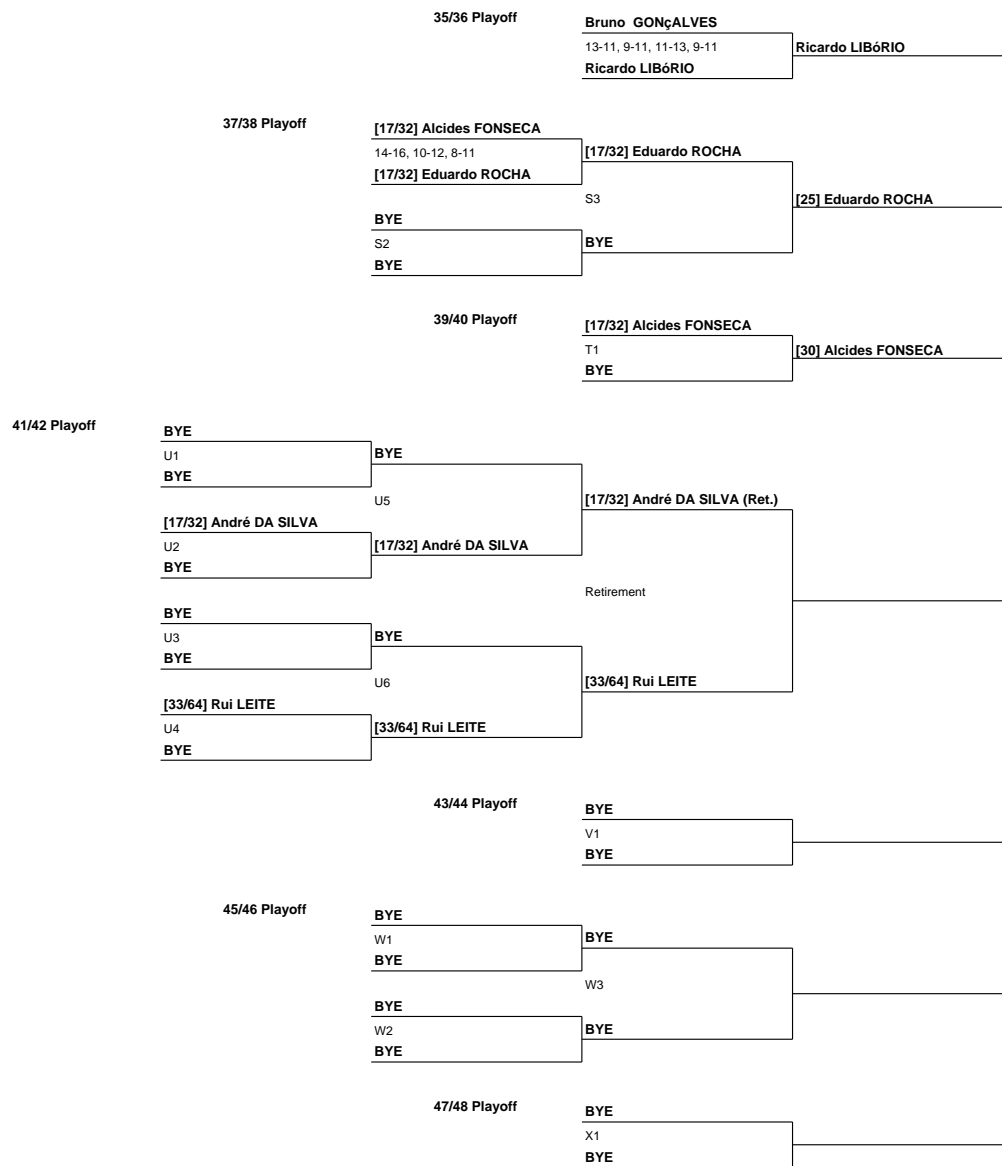 35/36 Playoff
Bruno  GONçALVES
13-11, 9-11, 11-13, 9-11
Ricardo LIBóRIO
Ricardo LIBóRIO
37/38 Playoff
[17/32] Alcides FONSECA
14-16, 10-12, 8-11
[17/32] Eduardo ROCHA
[17/32] Eduardo ROCHA
S3
[25] Eduardo ROCHA
BYE
S2
BYE
BYE
39/40 Playoff
[17/32] Alcides FONSECA
T1
[30] Alcides FONSECA
BYE
41/42 Playoff
BYE
U1
BYE
BYE
U5
[17/32] André DA SILVA (Ret.)
[17/32] André DA SILVA
U2
[17/32] André DA SILVA
BYE
Retirement
BYE
U3
BYE
BYE
U6
[33/64] Rui LEITE
[33/64] Rui LEITE
U4
[33/64] Rui LEITE
BYE
43/44 Playoff
BYE
V1
BYE
45/46 Playoff
BYE
W1
BYE
BYE
W3
BYE
W2
BYE
BYE
47/48 Playoff
BYE
X1
BYE